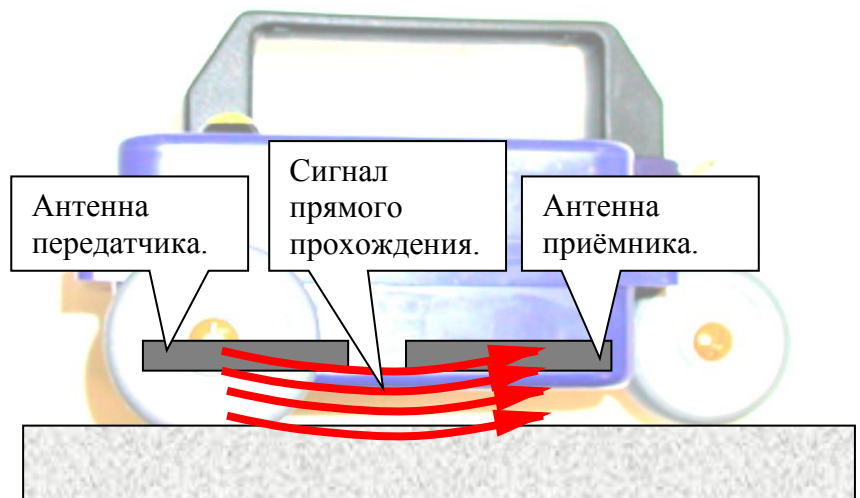 Антенна
передатчика.
Сигнал
прямого
прохождения.
Антенна
приёмника.